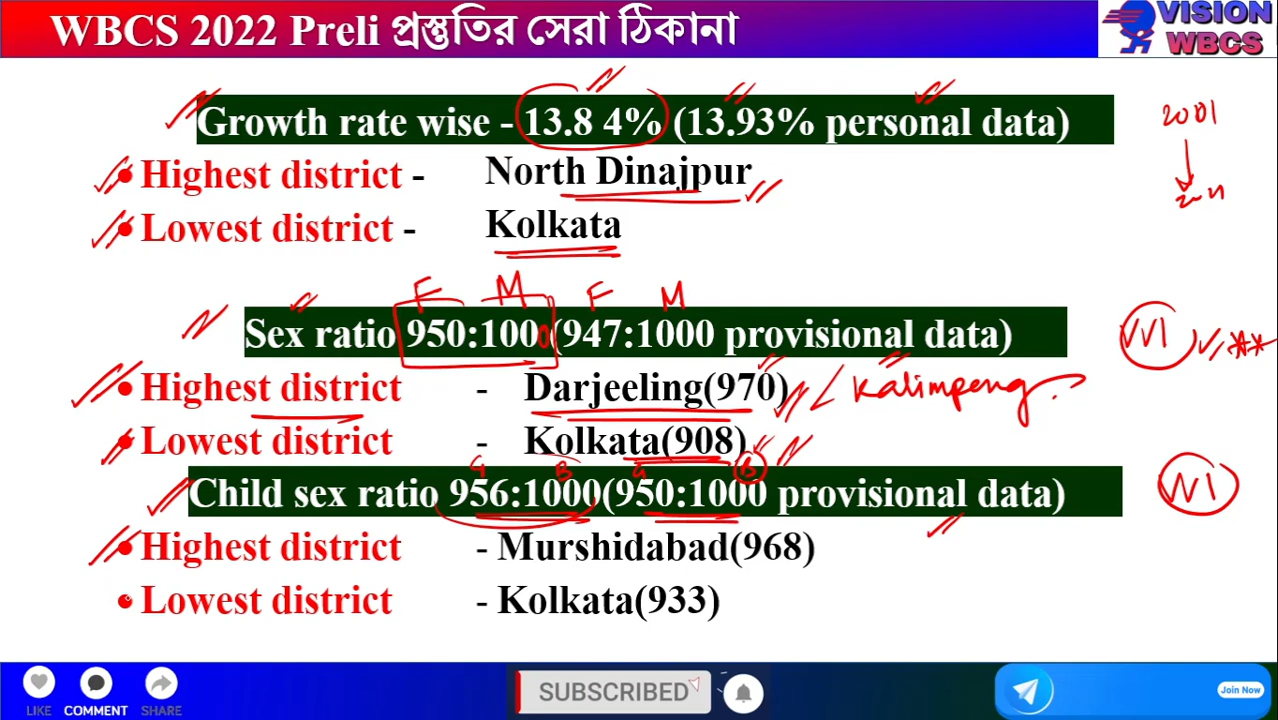 WBCS 2022 Preli প্রস্তুতির সেরা ঠিকানা
VISION
WBCS
Growth rate wise - 13.8 4% (13.93% personal data)
2001
• Highest district - North Dinajpur
• Lowest district - Kolkata
F M F M
Sex ratio 950:1000(947:1000 provisional data)
VVI
• Highest district - Darjeeling(970) Kalimpong
• Lowest district - Kolkata(908)
G B G B
Child sex ratio 956:1000(950:1000 provisional data)
VVI
• Highest district - Murshidabad(968)
• Lowest district - Kolkata(933)
LIKE COMMENT SHARE
SUBSCRIBED
Join Now